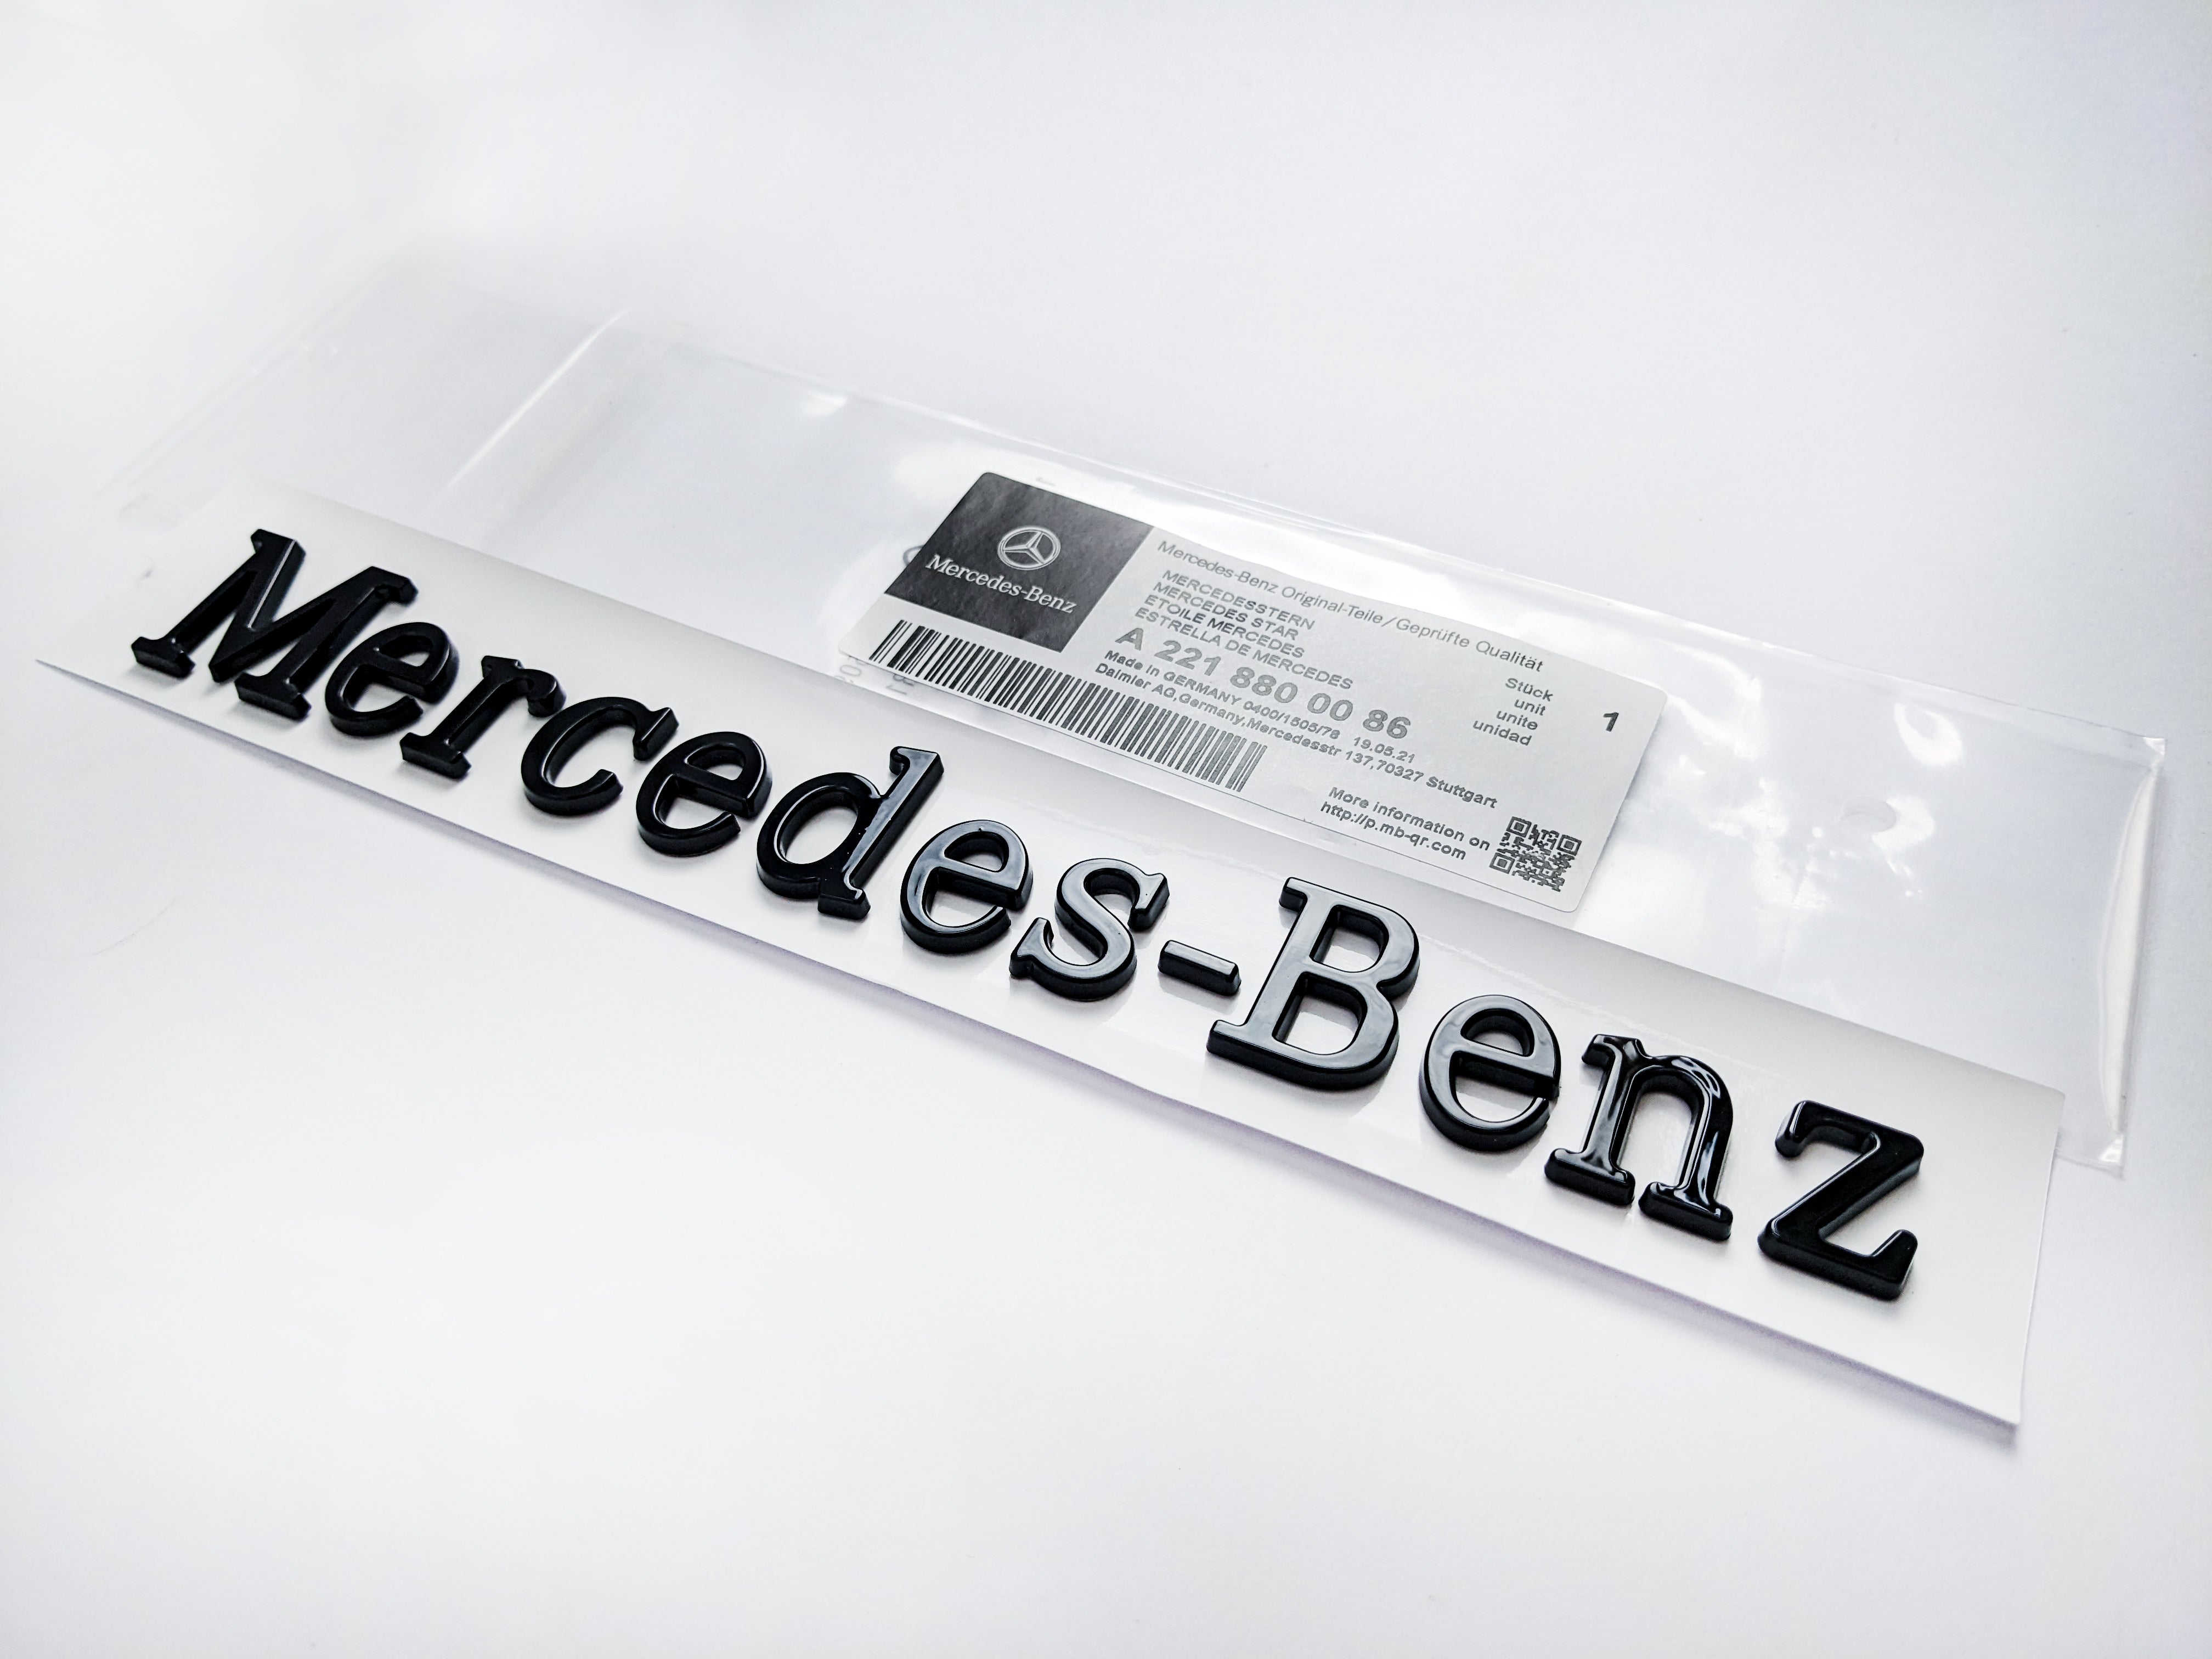 Mercedes-Benz
Mercedes-Benz Original-Teile/Geprüfte Qualität
MERCEDESSTERN
MERCEDES STAR
ETOILE MERCEDES
ESTRELLA DE MERCEDES
Stück
unit
unite
unidad
1
A 221 880 00 86
Made in GERMANY 0400/1505/78 19.05.21
Daimler AG,Germany,Mercedesstr 137,70327 Stuttgart
More information on
http://p.mb-qr.com
Mercedes-Benz